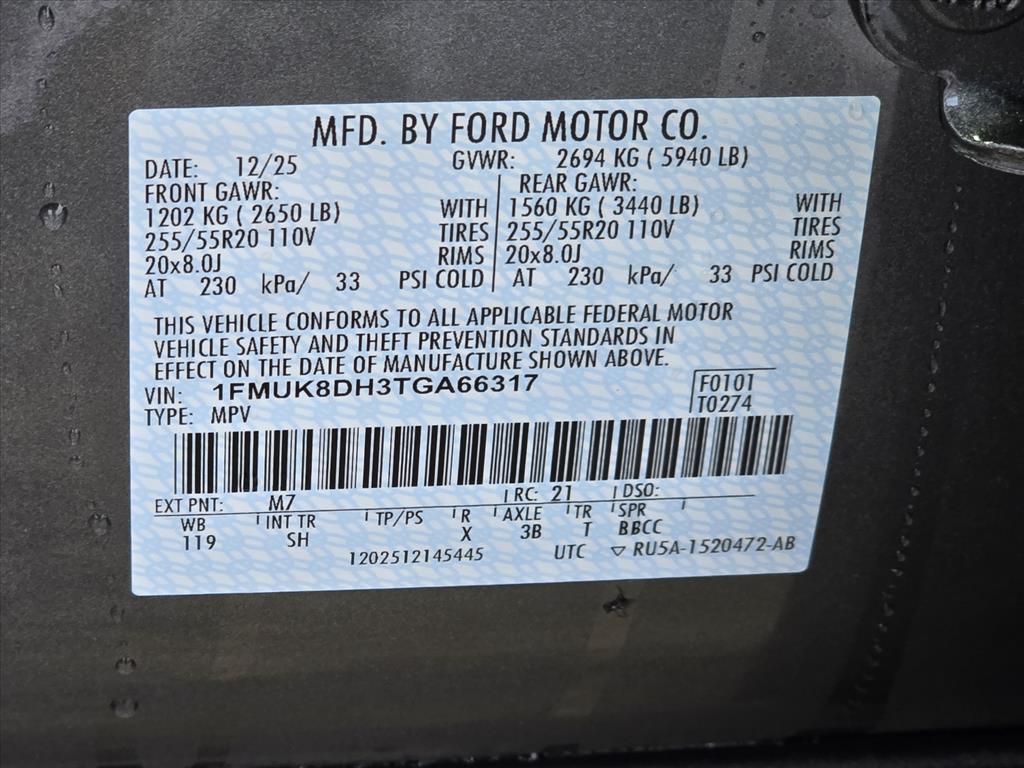 MFD. BY FORD MOTOR CO.
DATE: 12/25 GVWR: 2694 KG ( 5940 LB)
FRONT GAWR: REAR GAWR:
1202 KG ( 2650 LB) WITH 1560 KG ( 3440 LB) WITH
255/55R20 110V TIRES 255/55R20 110V TIRES
20x8.0J RIMS 20x8.0J RIMS
AT 230 kPa/ 33 PSI COLD AT 230 kPa/ 33 PSI COLD
THIS VEHICLE CONFORMS TO ALL APPLICABLE FEDERAL MOTOR
VEHICLE SAFETY AND THEFT PREVENTION STANDARDS IN
EFFECT ON THE DATE OF MANUFACTURE SHOWN ABOVE.
VIN: 1FMUK8DH3TGA66317 F0101
TYPE: MPV T0274
EXT PNT: M7 RC: 21 DSO:
WB INT TR TP/PS R AXLE TR SPR
119 SH X 3B T BBCC
1202512145445 UTC ▽ RU5A-1520472-AB